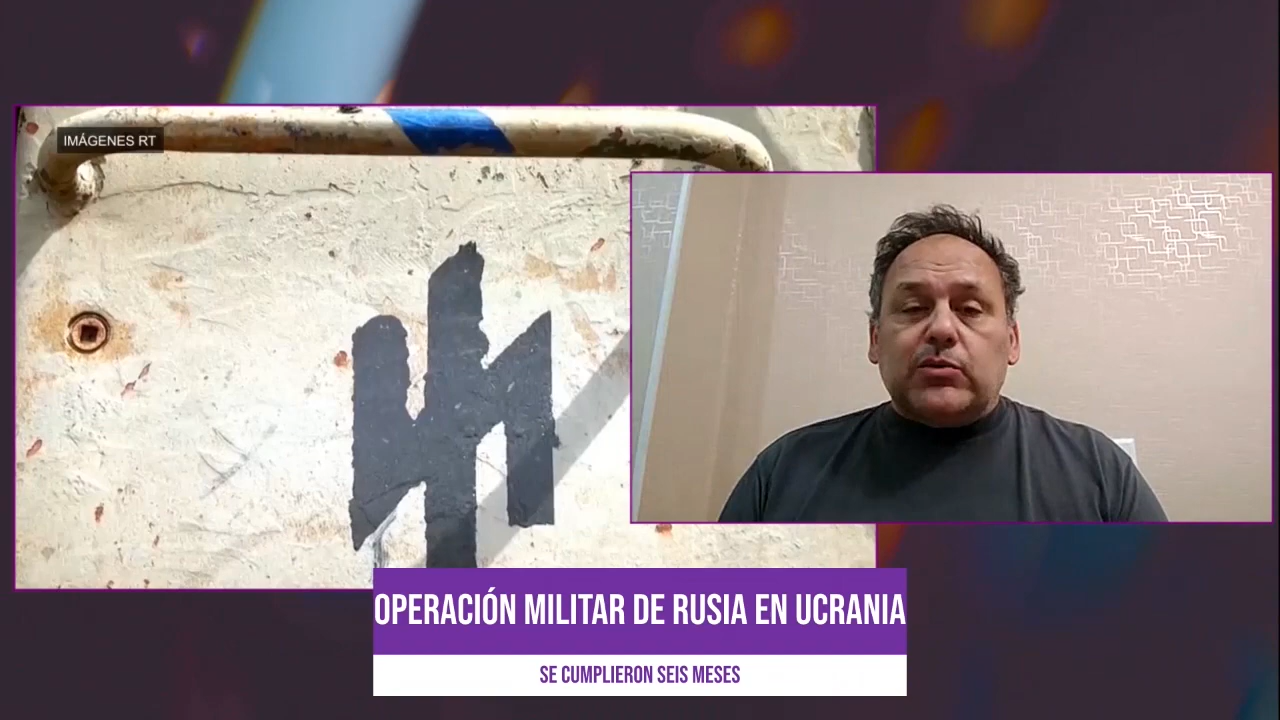 IMÁGENES RT
OPERACIÓN MILITAR DE RUSIA EN UCRANIA
SE CUMPLIERON SEIS MESES